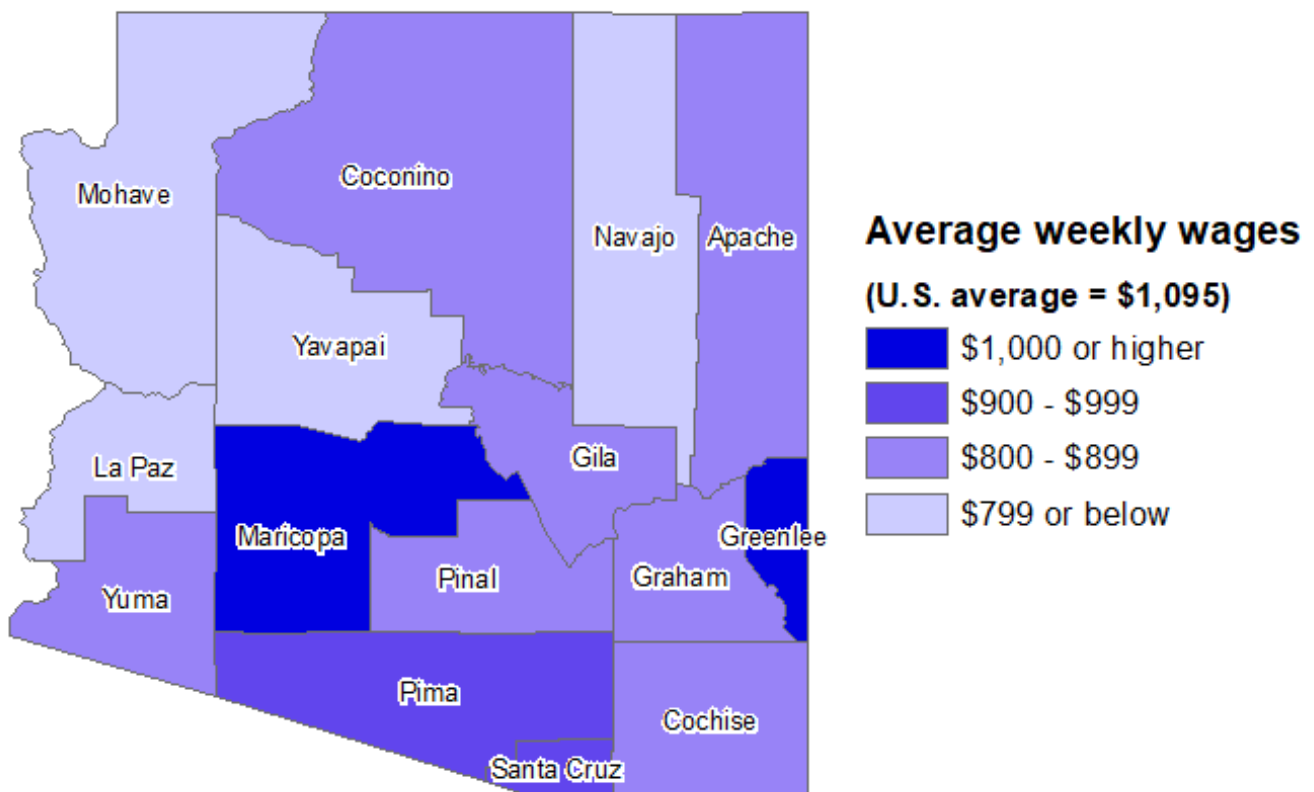 Coconino
Mohave
Navajo
Apache
Yavapai
La Paz
Gila
Maricopa
Greenlee
Pinal
Graham
Yuma
Pima
Cochise
Santa Cruz
Average weekly wages
(U.S. average = $1,095)
$1,000 or higher
$900 - $999
$800 - $899
$799 or below